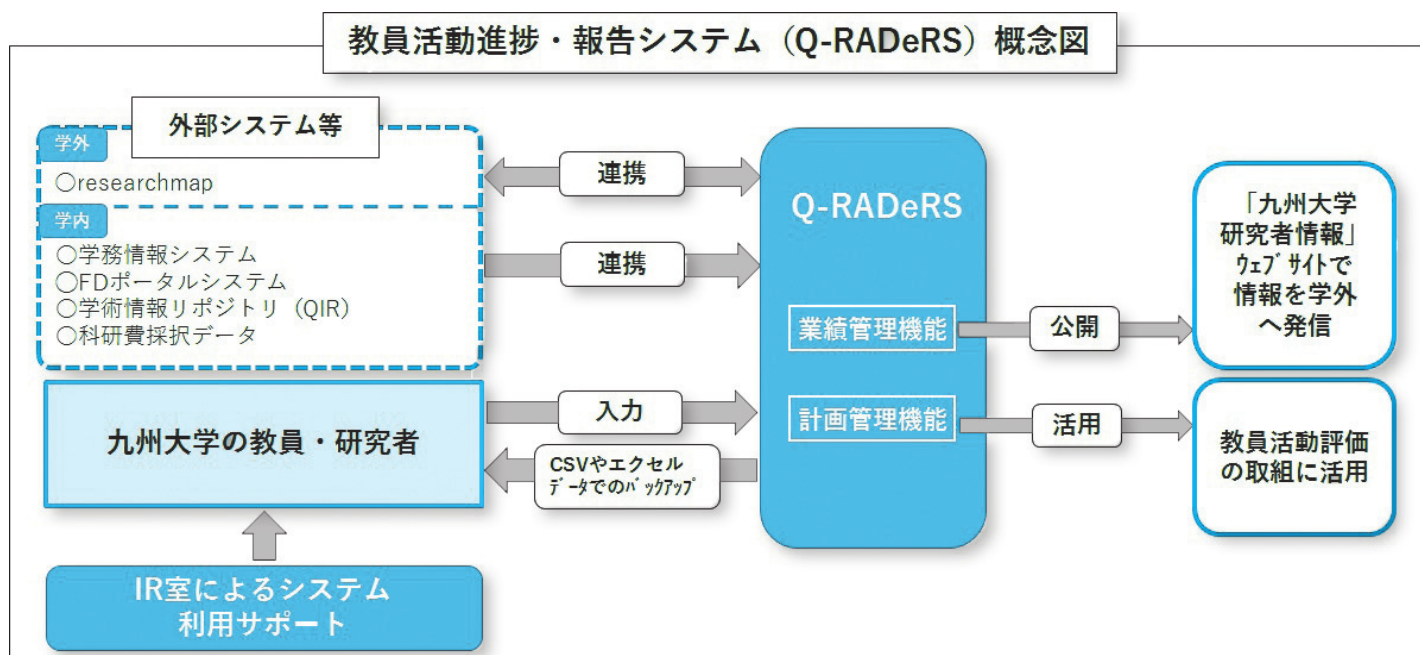 教員活動進捗・報告システム（Q-RADeRS）概念図
外部システム等
学外
○researchmap
学内
○学務情報システム
○FDポータルシステム
○学術情報リポジトリ（QIR）
○科研費採択データ
連携
連携
九州大学の教員・研究者
入力
CSVやエクセル
ﾃﾞｰﾀでのﾊﾞｯｸｱｯﾌﾟ
IR室によるシステム
利用サポート
Q-RADeRS
業績管理機能
計画管理機能
公開
活用
「九州大学
研究者情報」
ｳｪﾌﾞｻｲﾄで
情報を学外
へ発信
教員活動評価
の取組に活用